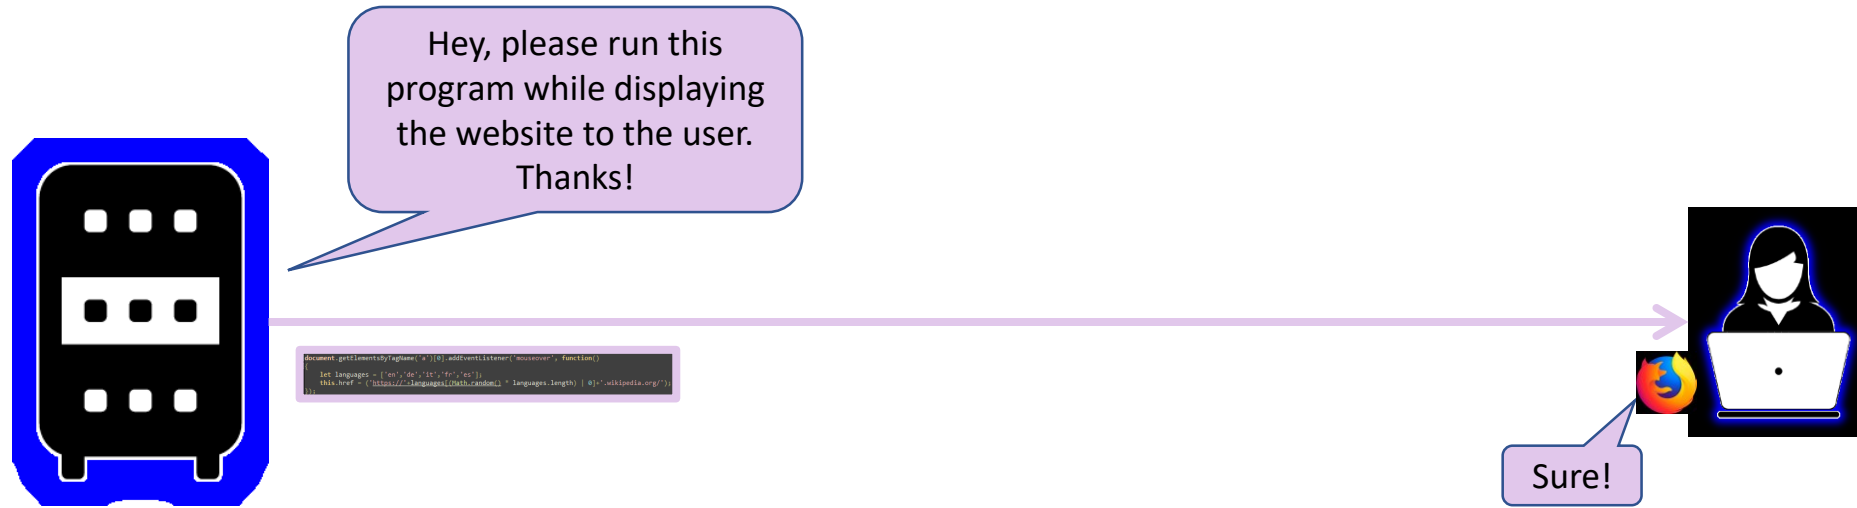 Hey, please run this
program while displaying
the website to the user.
Thanks!
document.getElementsByTagName('a')[0].addEventListener('mouseover', function()
{
let languages = ['en','de','it','fr','es'];
this.href = ('https://'+languages[(Math.random() * languages.length) | 0]+'.wikipedia.org/');
});
Sure!